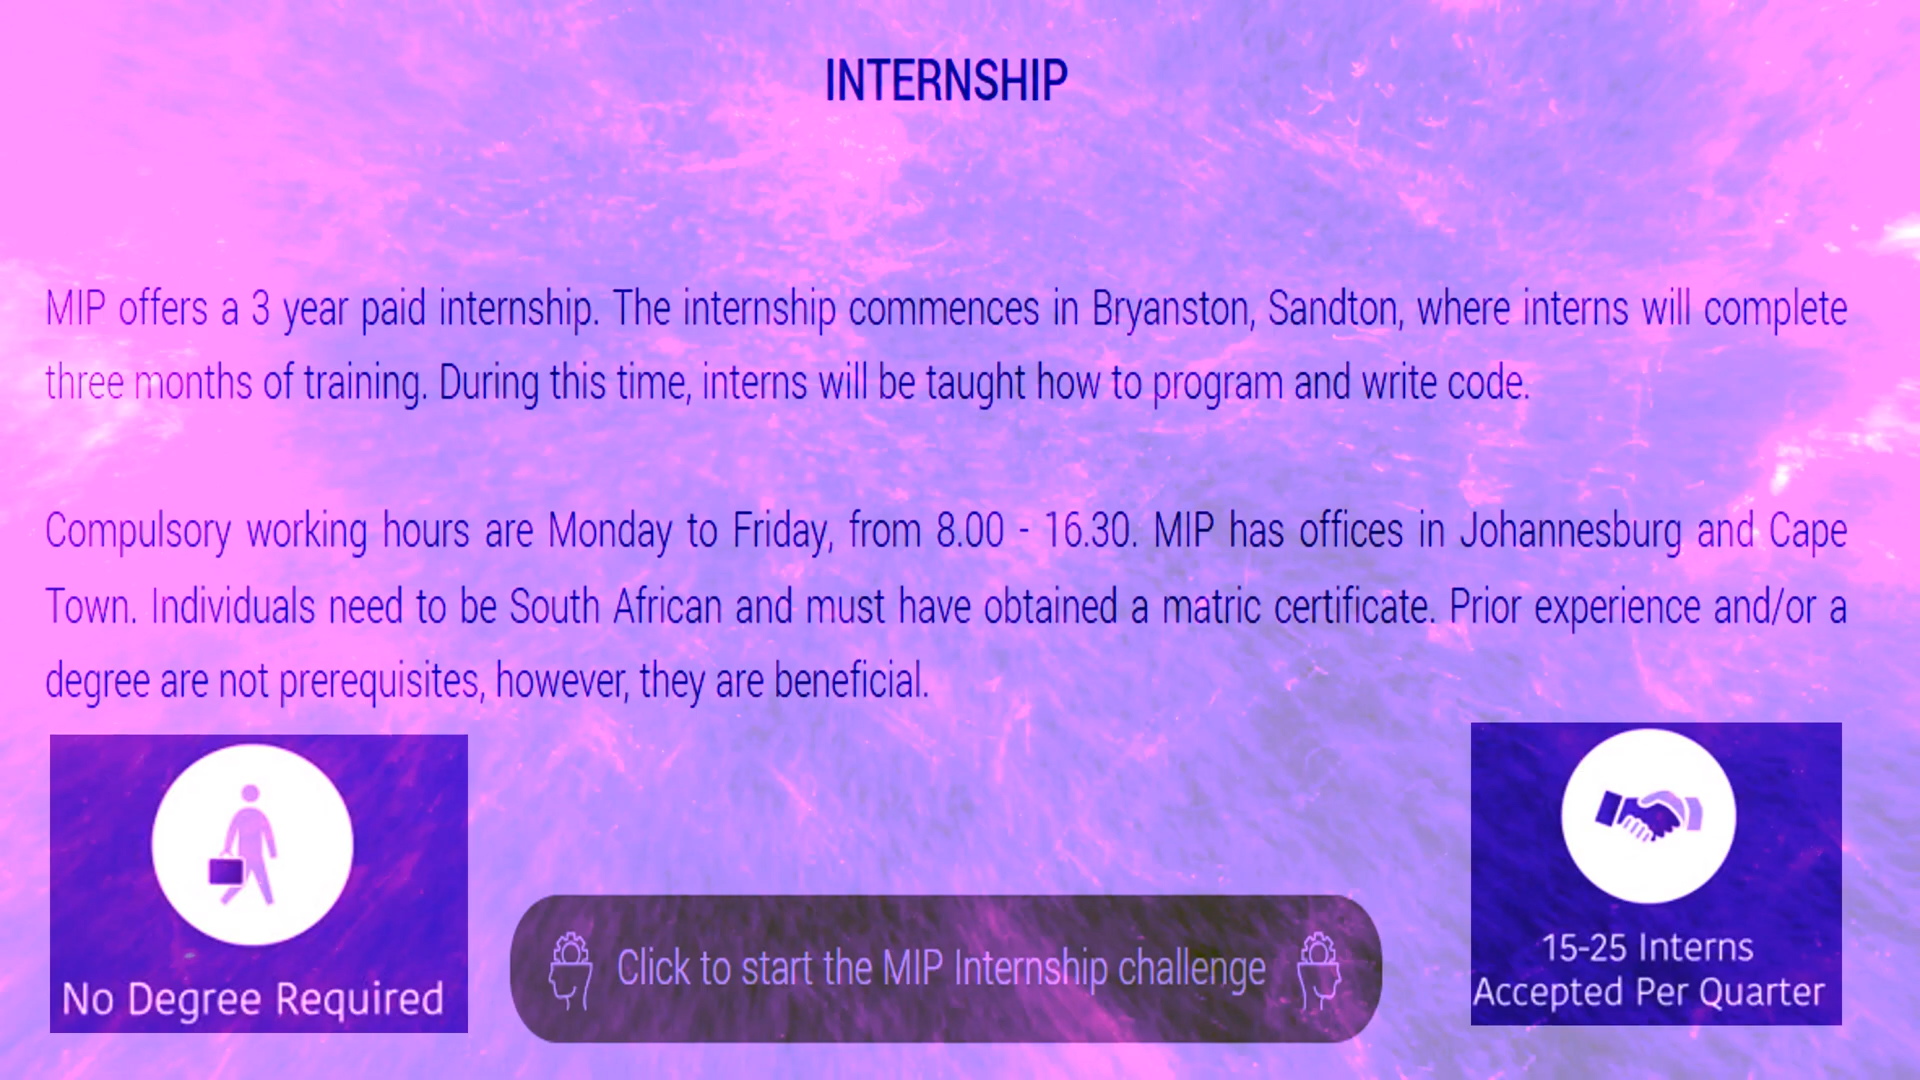 INTERNSHIP
MIP offers a 3 year paid internship. The internship commences in Bryanston, Sandton, where interns will complete
three months of training. During this time, interns will be taught how to program and write code.
Compulsory working hours are Monday to Friday, from 8.00 - 16.30. MIP has offices in Johannesburg and Cape
Town. Individuals need to be South African and must have obtained a matric certificate. Prior experience and/or a
degree are not prerequisites, however, they are beneficial.
No Degree Required
Click to start the MIP Internship challenge
15-25 Interns
Accepted Per Quarter